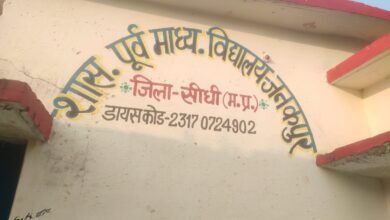 शास. पूर्व माध्य. विद्यालय जनकपुर
जिला-सीधी (म.प्र.)
डायसकोड-2317 0724902